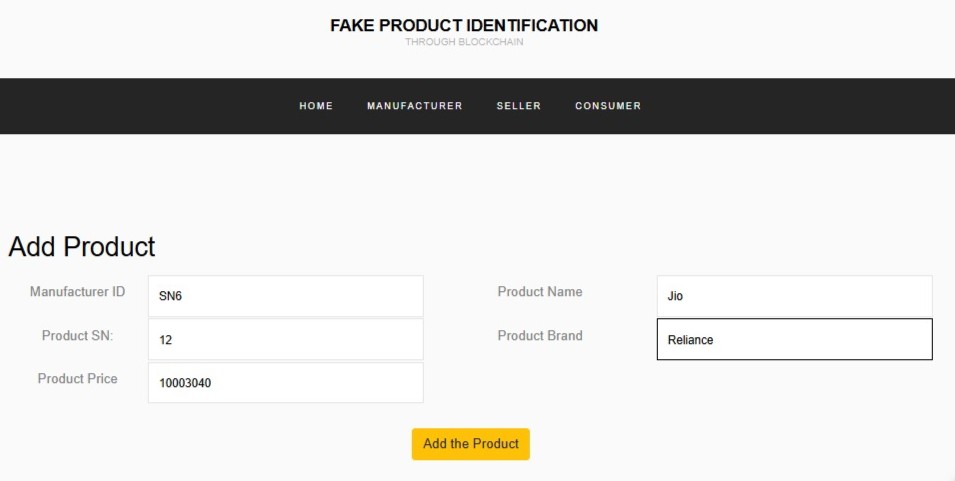 FAKE PRODUCT IDENTIFICATION
THROUGH BLOCKCHAIN
HOME MANUFACTURER SELLER CONSUMER
Add Product
Manufacturer ID SN6 Product Name Jio
Product SN: 12 Product Brand Reliance
Product Price 10003040
Add the Product